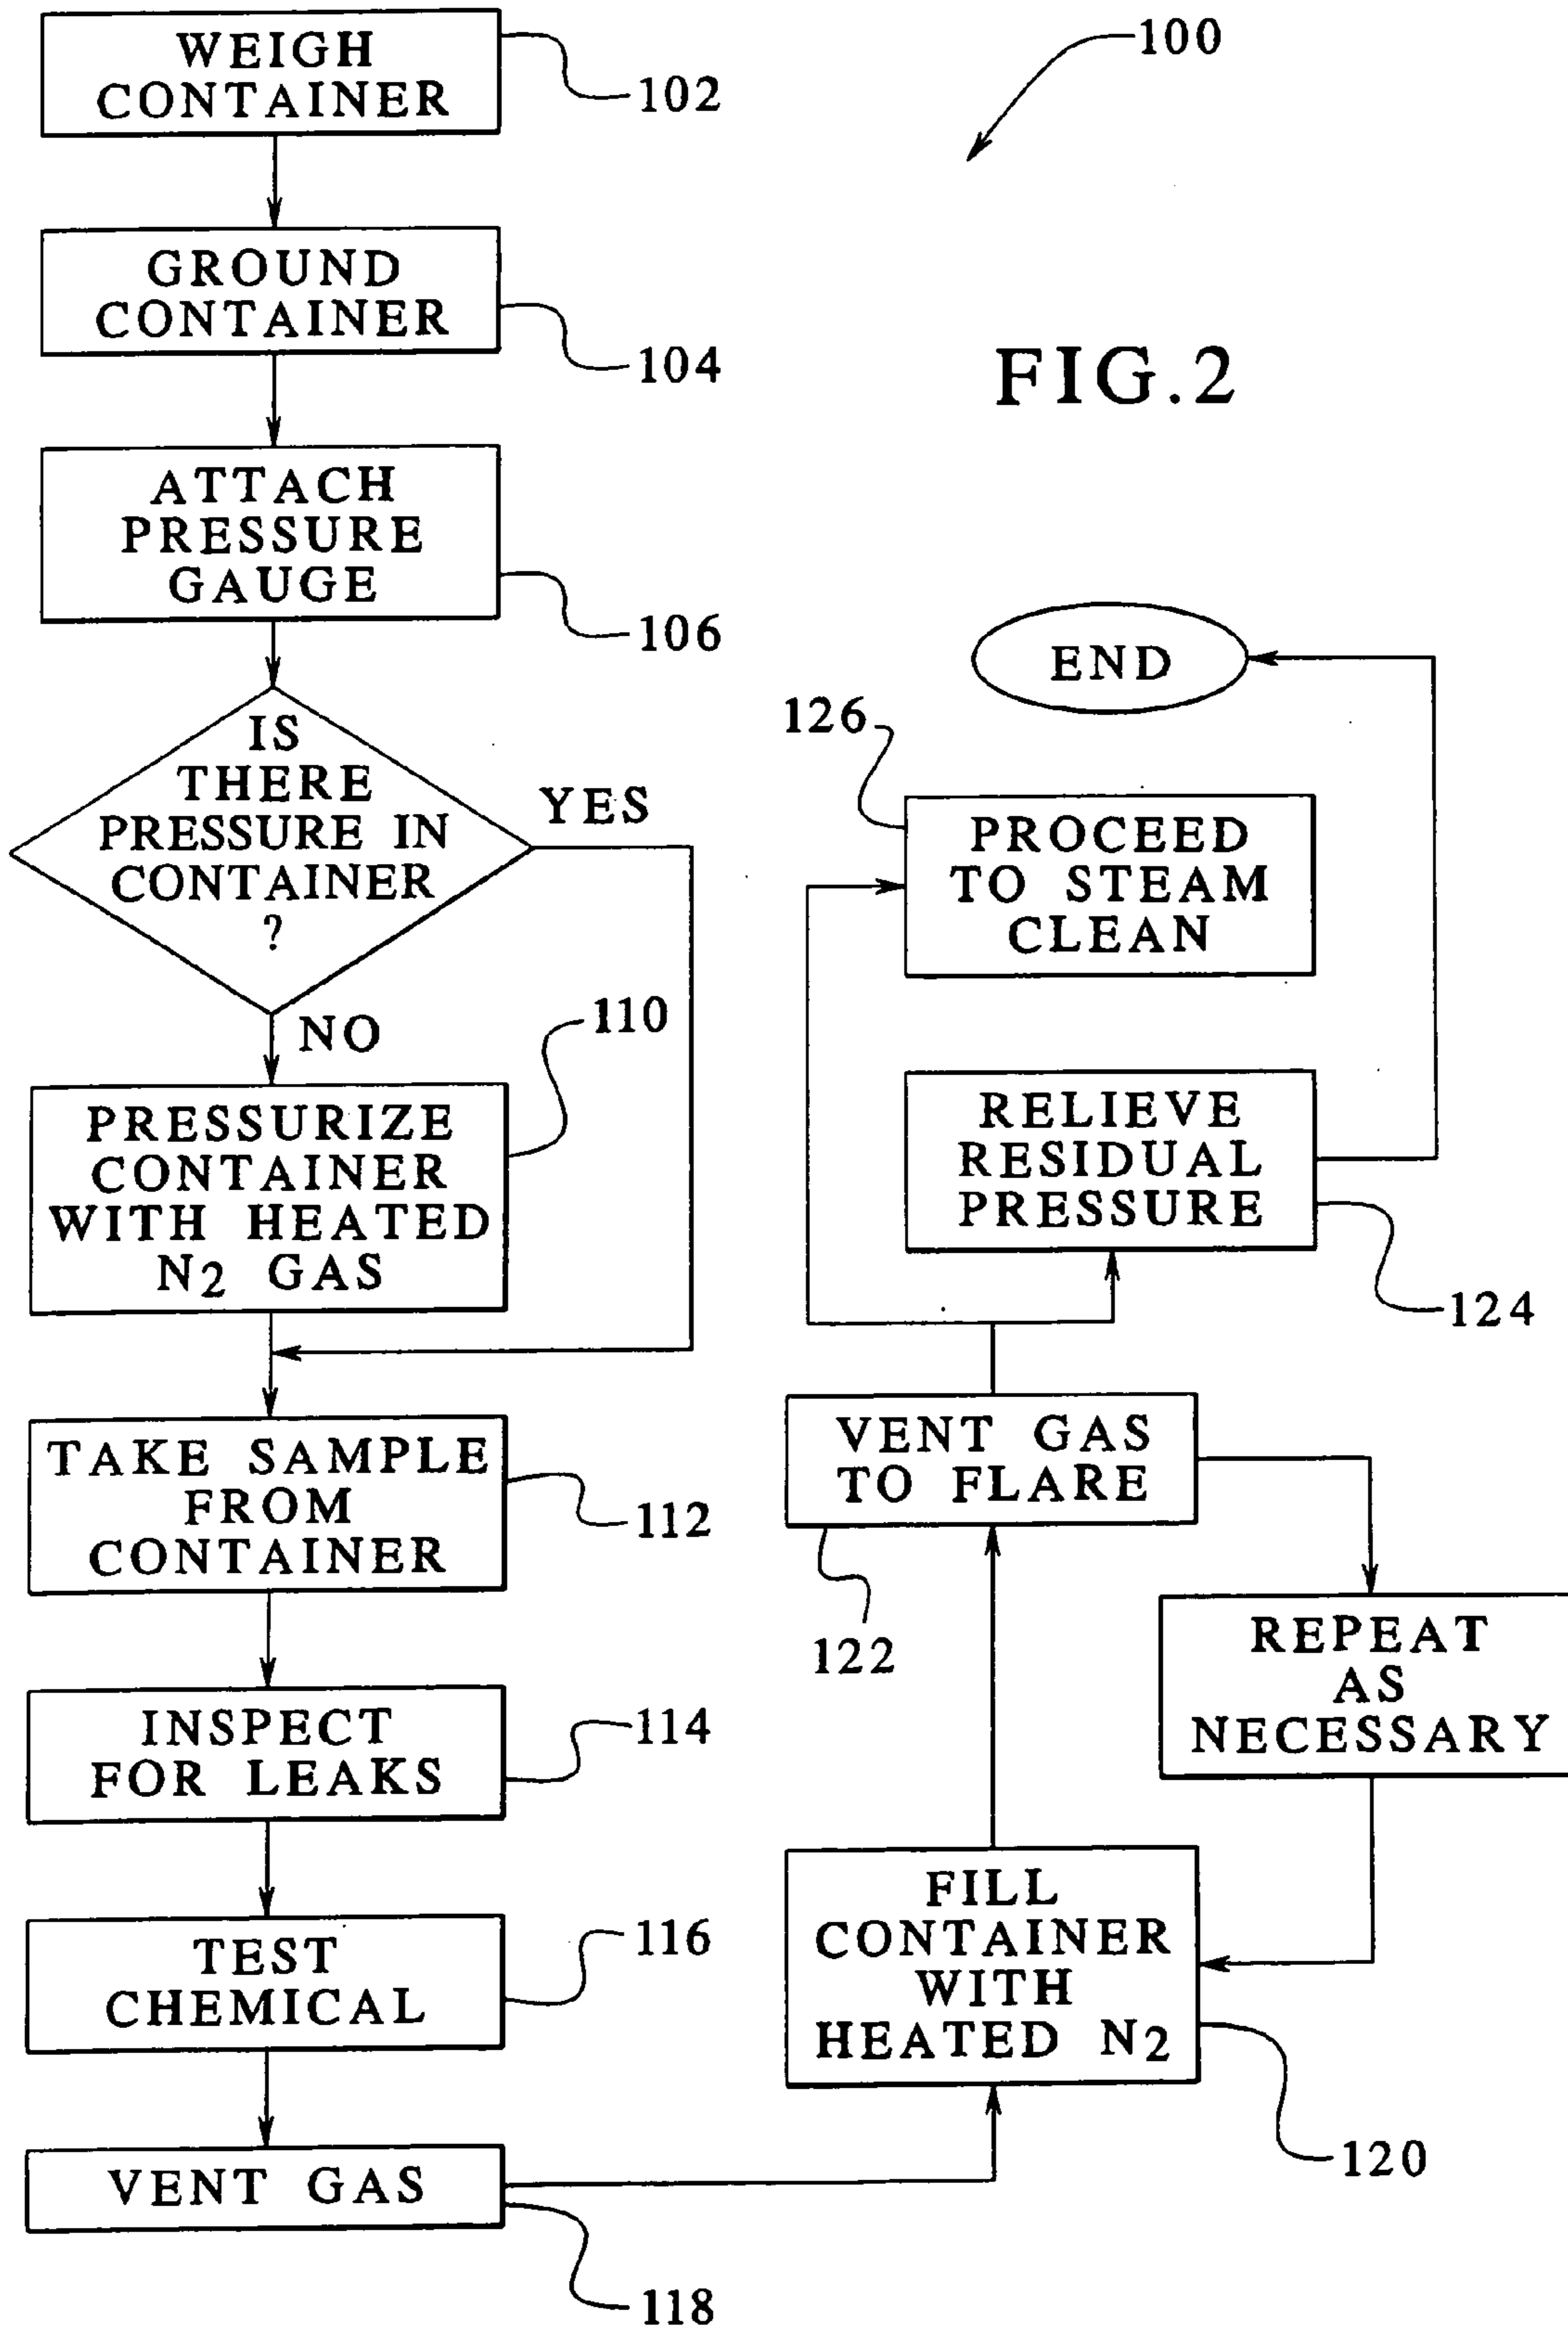 WEIGH
CONTAINER
102
100
GROUND
CONTAINER
104
FIG.2
ATTACH
PRESSURE
GAUGE
106
IS
THERE
PRESSURE IN
CONTAINER
?
YES
NO
PRESSURIZE
CONTAINER
WITH HEATED
N2 GAS
110
TAKE SAMPLE
FROM
CONTAINER
112
INSPECT
FOR LEAKS
114
TEST
CHEMICAL
116
VENT GAS
118
FILL
CONTAINER
WITH
HEATED N2
120
VENT GAS
TO FLARE
122
REPEAT
AS
NECESSARY
RELIEVE
RESIDUAL
PRESSURE
124
PROCEED
TO STEAM
CLEAN
126
END